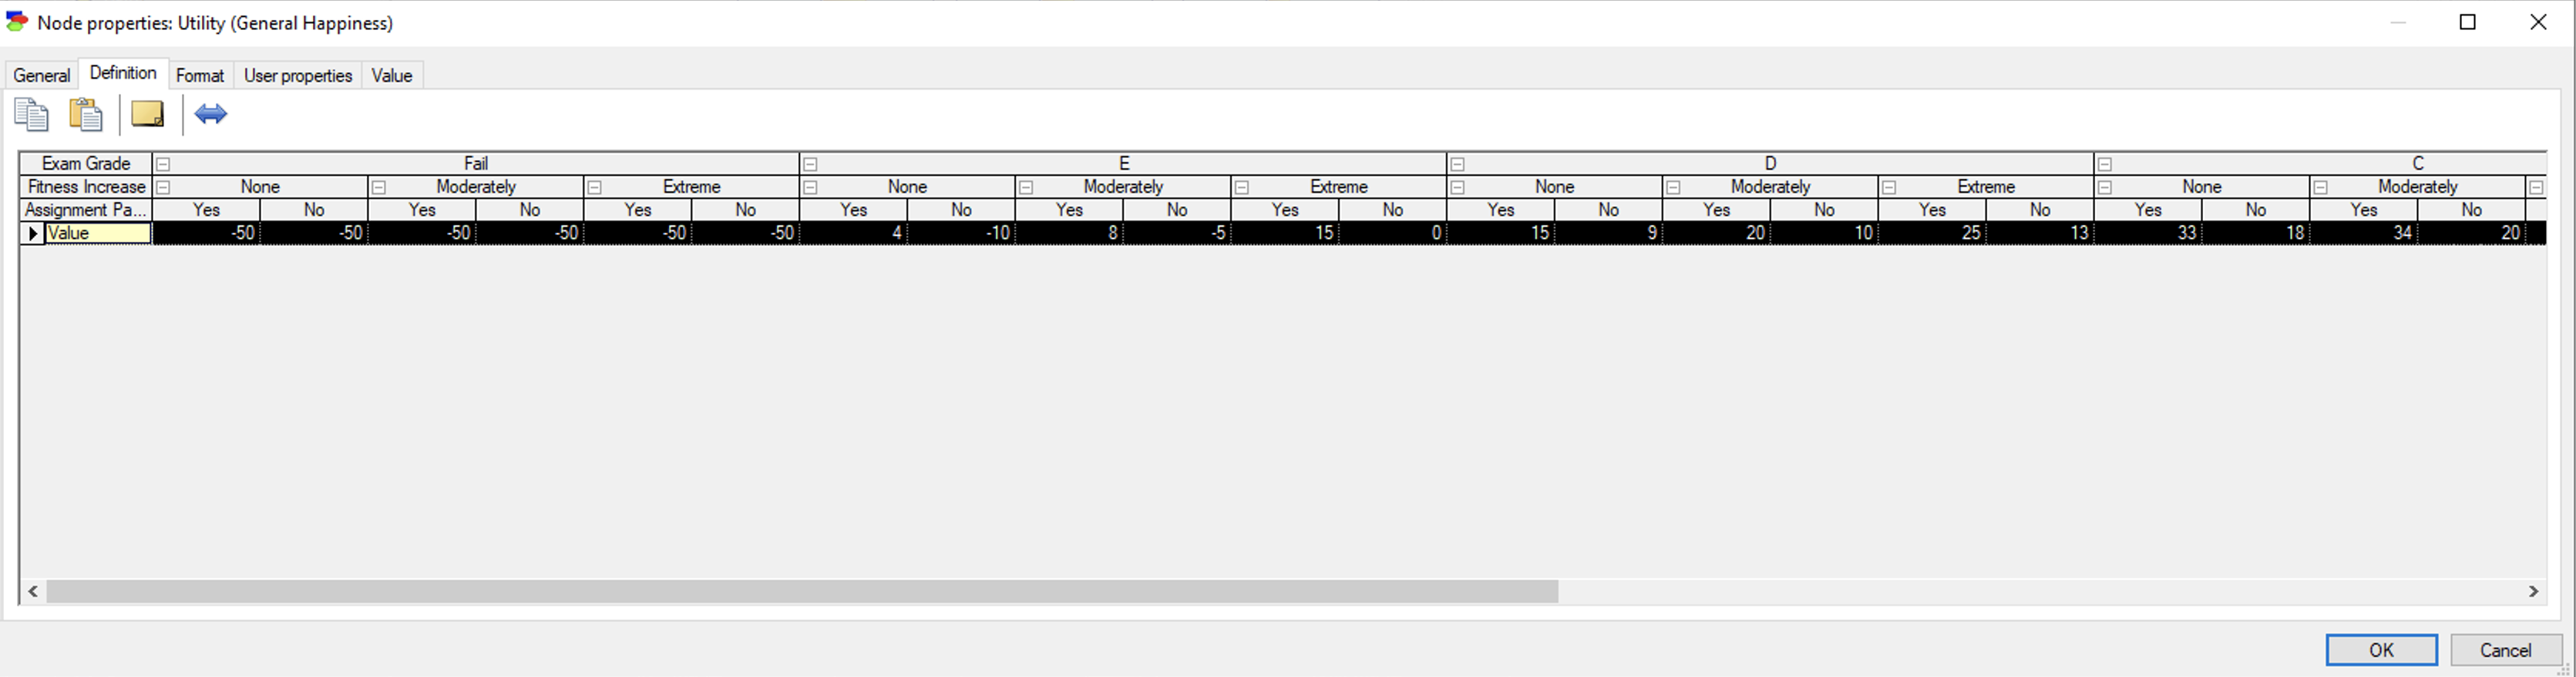 Node properties: Utility (General Happiness)
General Definition Format User properties Value
Exam Grade Fail E D C
Fitness Increase None Moderately Extreme None Moderately Extreme None Moderately Extreme None Moderately
Assignment Pa... Yes No Yes No Yes No Yes No Yes No Yes No Yes No Yes No Yes No Yes No Yes No
Value -50 -50 -50 -50 -50 -50 4 -10 8 -5 15 0 15 9 20 10 25 13 33 18 34 20
OK Cancel